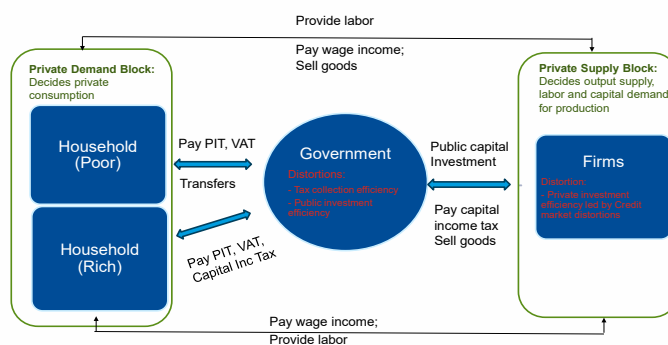 Provide labor
Pay wage income;
Sell goods
Private Demand Block:
Decides private
consumption
Household
(Poor)
Household
(Rich)
Pay PIT, VAT
Transfers
Pay PIT, VAT,
Capital Inc Tax
Government
Distortions:
- Tax collection efficiency
- Public investment
efficiency
Public capital
Investment
Pay capital
income tax
Sell goods
Private Supply Block:
Decides output supply,
labor and capital demand
for production
Firms
Distortion:
- Private investment
efficiency led by Credit
market distortions
Pay wage income;
Provide labor